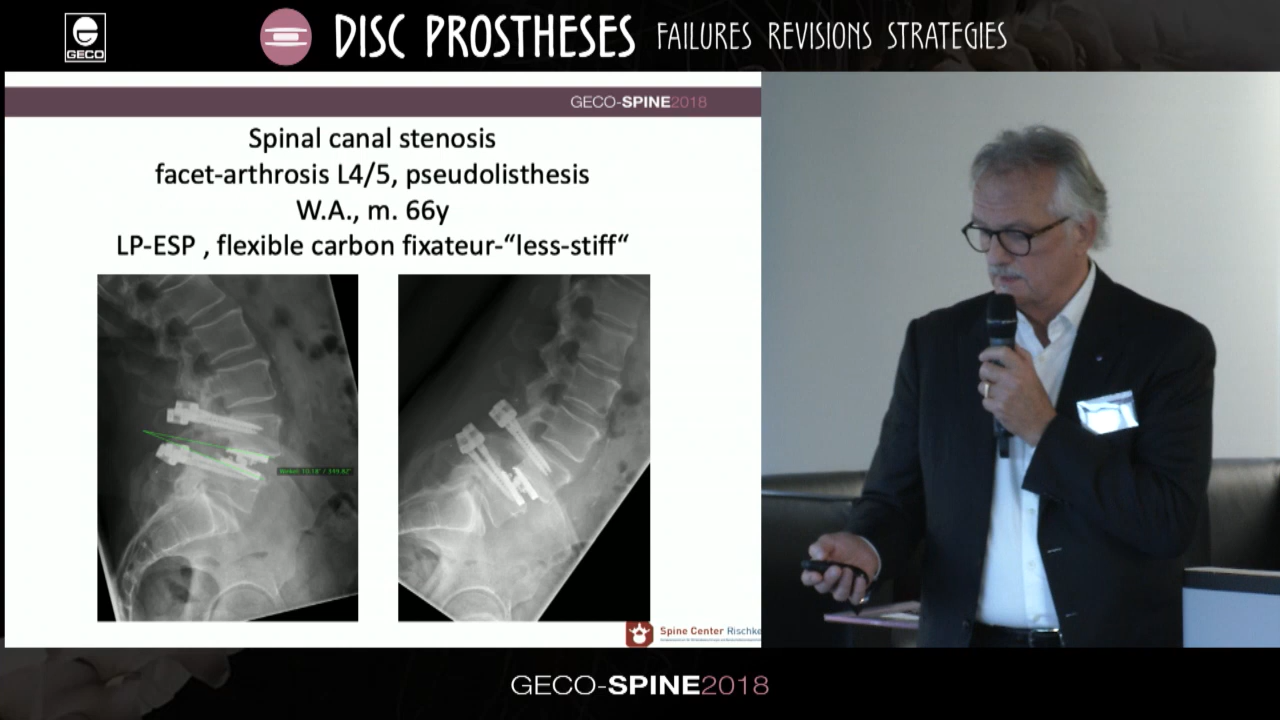 GECO
DISC PROSTHESES FAILURES REVISIONS STRATEGIES
GECO-SPINE2018
Spinal canal stenosis
facet-arthrosis L4/5, pseudolisthesis
W.A., m. 66y
LP-ESP , flexible carbon fixateur-“less-stiff“
Spine Center Rischke
GECO-SPINE2018